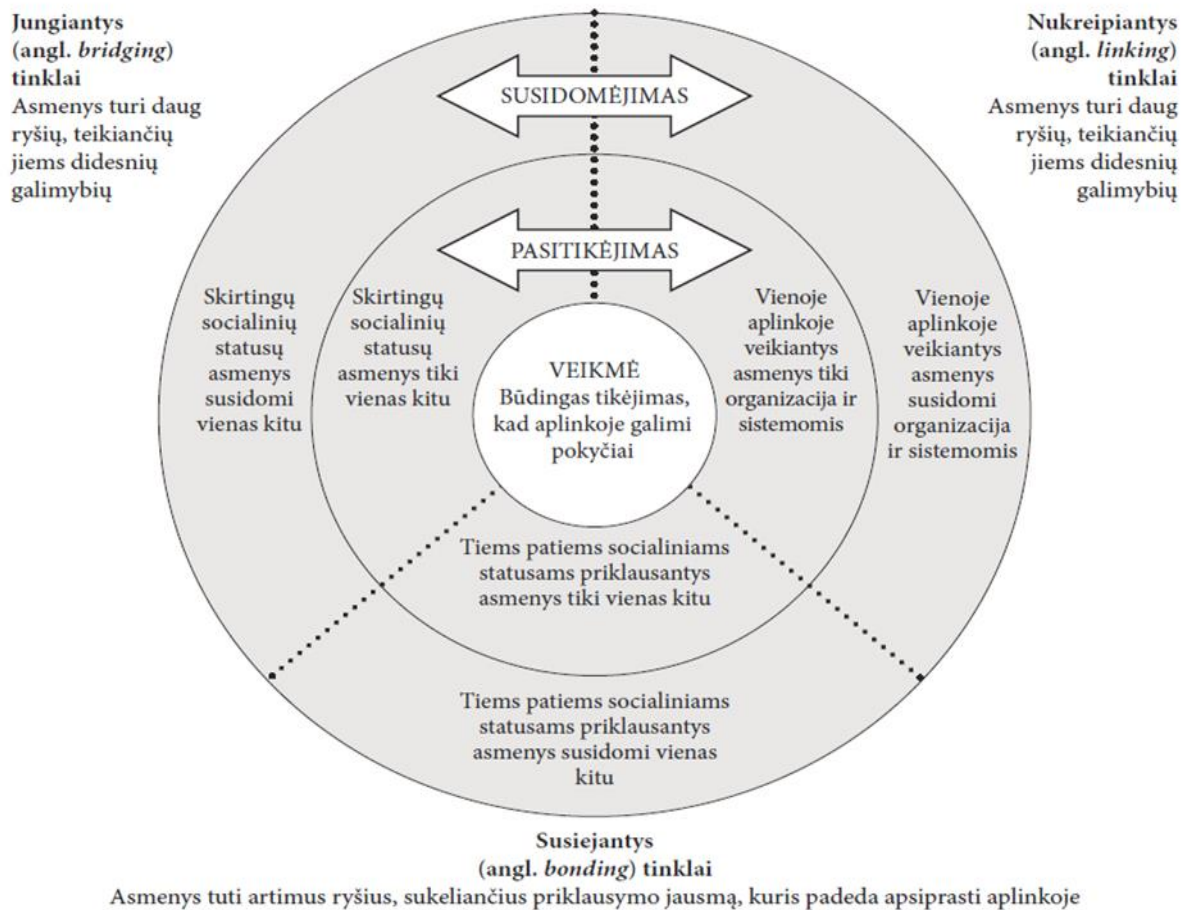 Jungiantys
(angl. bridging)
tinklai
Asmenys turi daug
ryšių, teikiančių
jiems didesnių
galimybių
Nukreipiantys
(angl. linking)
tinklai
Asmenys turi daug
ryšių, teikiančių
jiems didesnių
galimybių
SUSIDOMĖJIMAS
PASITIKĖJIMAS
Skirtingų
socialinių
statusų
asmenys
susidomi
vienas kitu
Skirtingų
socialinių
statusų
asmenys tiki
vienas kitu
VEIKMĖ
Būdingas tikėjimas,
kad aplinkoje galimi
pokyčiai
Vienoje
aplinkoje
veikiantys
asmenys tiki
organizacija ir
sistemomis
Vienoje
aplinkoje
veikiantys
asmenys
susidomi
organizacija
ir sistemomis
Tiems patiems socialiniams
statusams priklausantys
asmenys tiki vienas kitu
Tiems patiems socialiniams
statusams priklausantys
asmenys susidomi vienas
kitu
Susiejantys
(angl. bonding) tinklai
Asmenys tuti artimus ryšius, sukeliančius priklausymo jausmą, kuris padeda apsiprasti aplinkoje